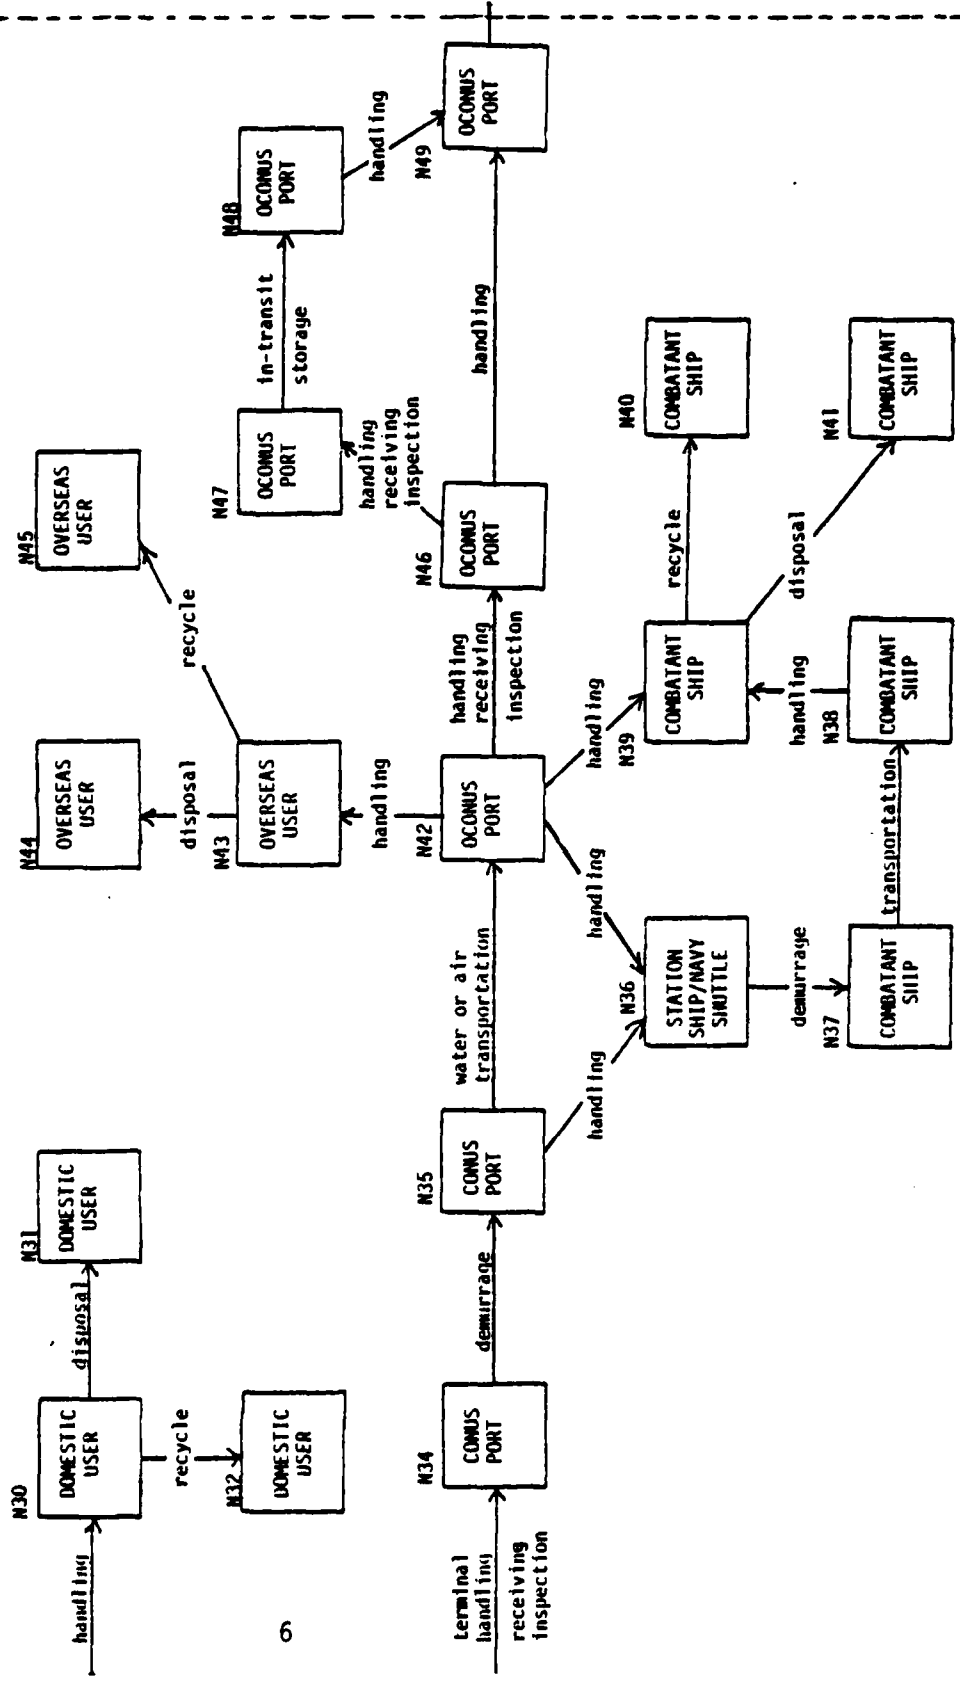 handling
N30
DOMESTIC
USER
disposal
N31
DOMESTIC
USER
recycle
N32
DOMESTIC
USER
N44
OVERSEAS
USER
N45
OVERSEAS
USER
disposal
recycle
N43
OVERSEAS
USER
handling
N47
OCONUS
PORT
in-transit
storage
N48
OCONUS
PORT
handling
receiving
inspection
handling
terminal
handling
receiving
inspection
N34
CONUS
PORT
demurrage
N35
CONUS
PORT
water or air
transportation
N42
OCONUS
PORT
handling
receiving
inspection
N46
OCONUS
PORT
handling
N49
OCONUS
PORT
handling
handling
handling
N36
STATION
SHIP/NAVY
SHUTTLE
N39
COMBATANT
SHIP
recycle
N40
COMBATANT
SHIP
demurrage
handling
disposal
N37
COMBATANT
SHIP
transportation
N38
COMBATANT
SHIP
N41
COMBATANT
SHIP
6